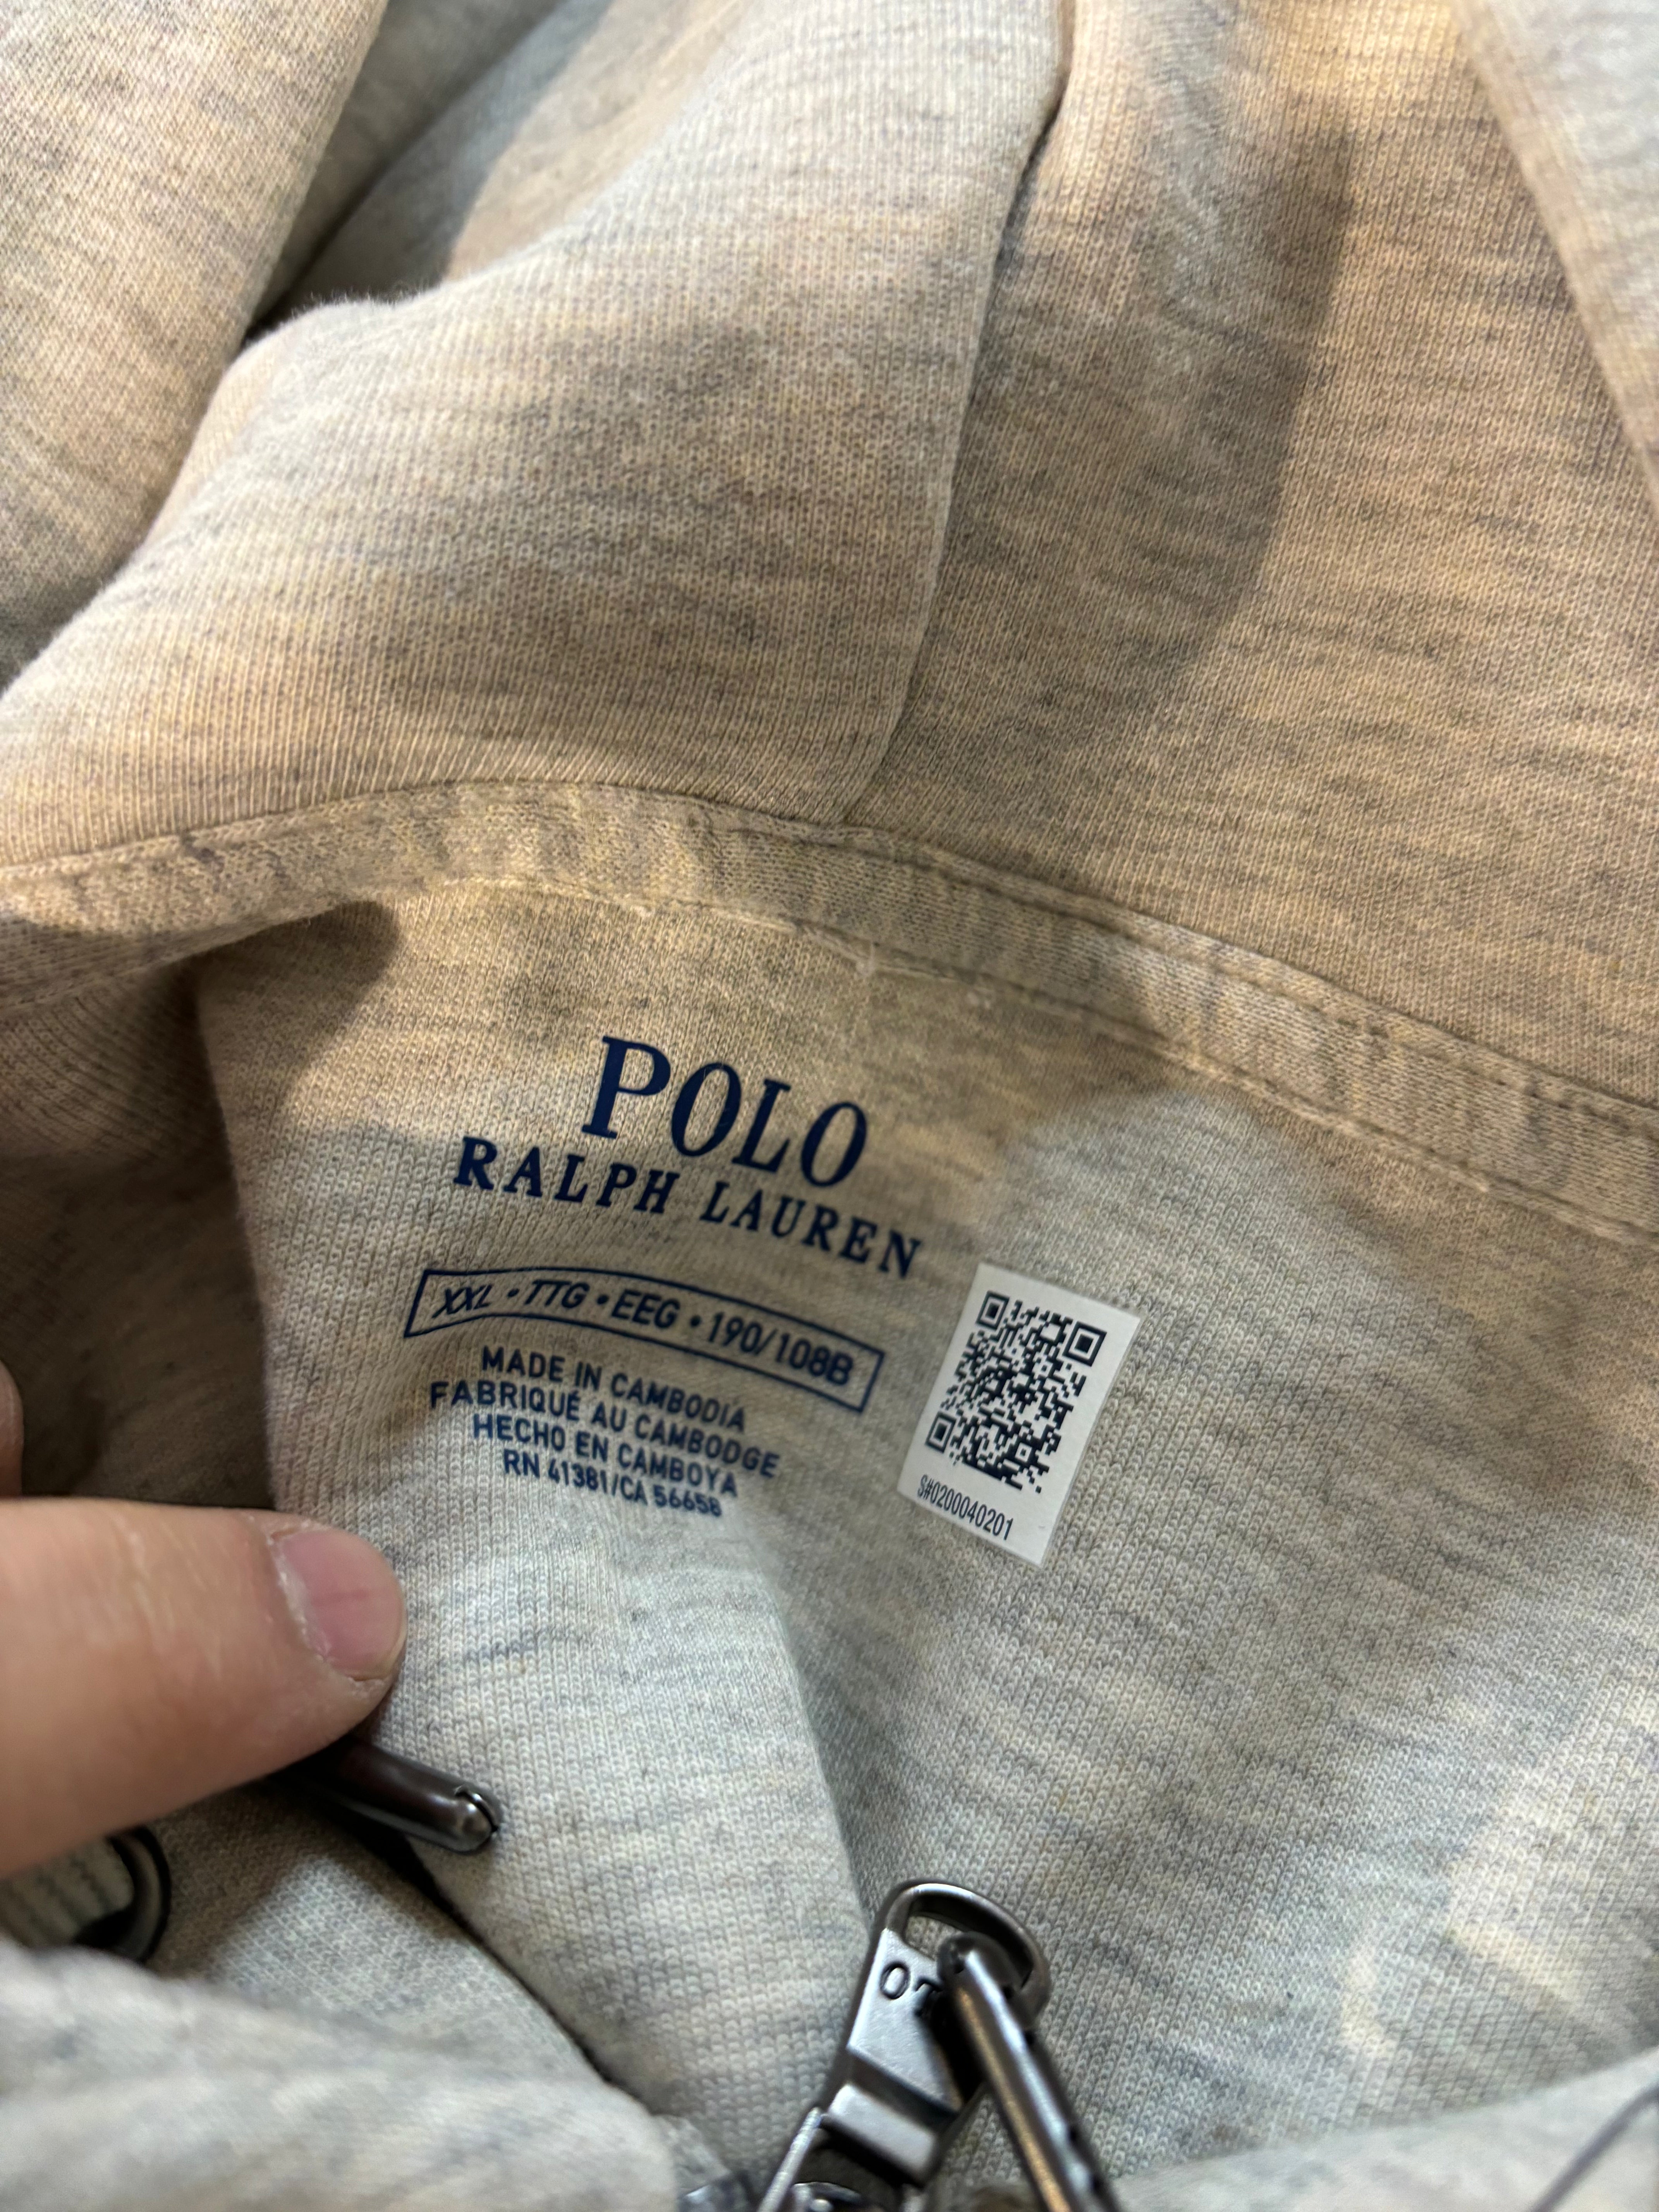 POLO
RALPH LAUREN
XXL • TTG • EEG • 190/108B
MADE IN CAMBODIA
FABRIQUÉ AU CAMBODGE
HECHO EN CAMBOYA
RN 41381/CA 56658
S#0200040201